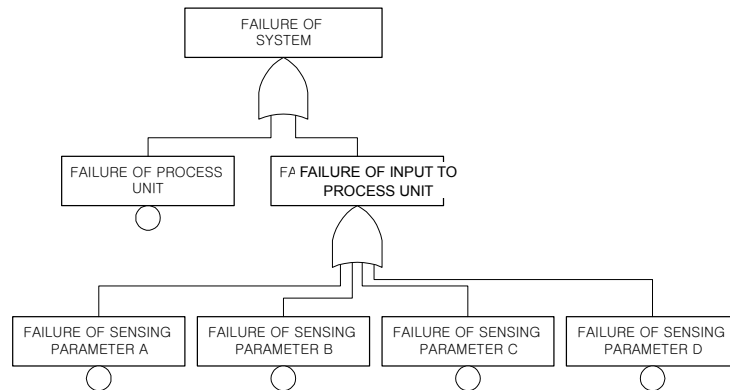 FAILURE OF
SYSTEM
FAILURE OF PROCESS
UNIT
FAILURE OF INPUT TO
PROCESS UNIT
FAILURE OF SENSING
PARAMETER A
FAILURE OF SENSING
PARAMETER B
FAILURE OF SENSING
PARAMETER C
FAILURE OF SENSING
PARAMETER D